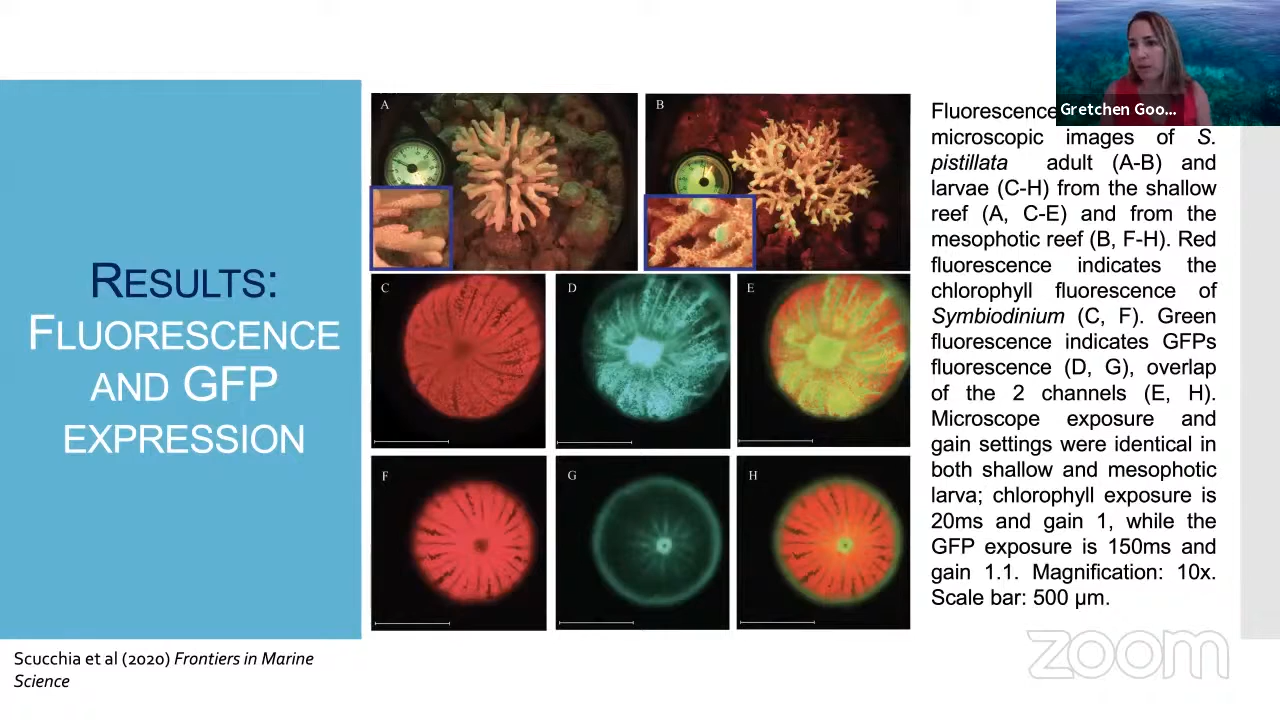 RESULTS:
FLUORESCENCE
AND GFP
EXPRESSION
A
B
C
D
E
F
G
H
Fluorescence
microscopic images of S.
pistillata adult (A-B) and
larvae (C-H) from the shallow
reef (A, C-E) and from the
mesophotic reef (B, F-H). Red
fluorescence indicates the
chlorophyll fluorescence of
Symbiodinium (C, F). Green
fluorescence indicates GFPs
fluorescence (D, G), overlap
of the 2 channels (E, H).
Microscope exposure and
gain settings were identical in
both shallow and mesophotic
larva; chlorophyll exposure is
20ms and gain 1, while the
GFP exposure is 150ms and
gain 1.1. Magnification: 10x.
Scale bar: 500 µm.
Gretchen Goo...
Scucchia et al (2020) Frontiers in Marine
Science
zoom